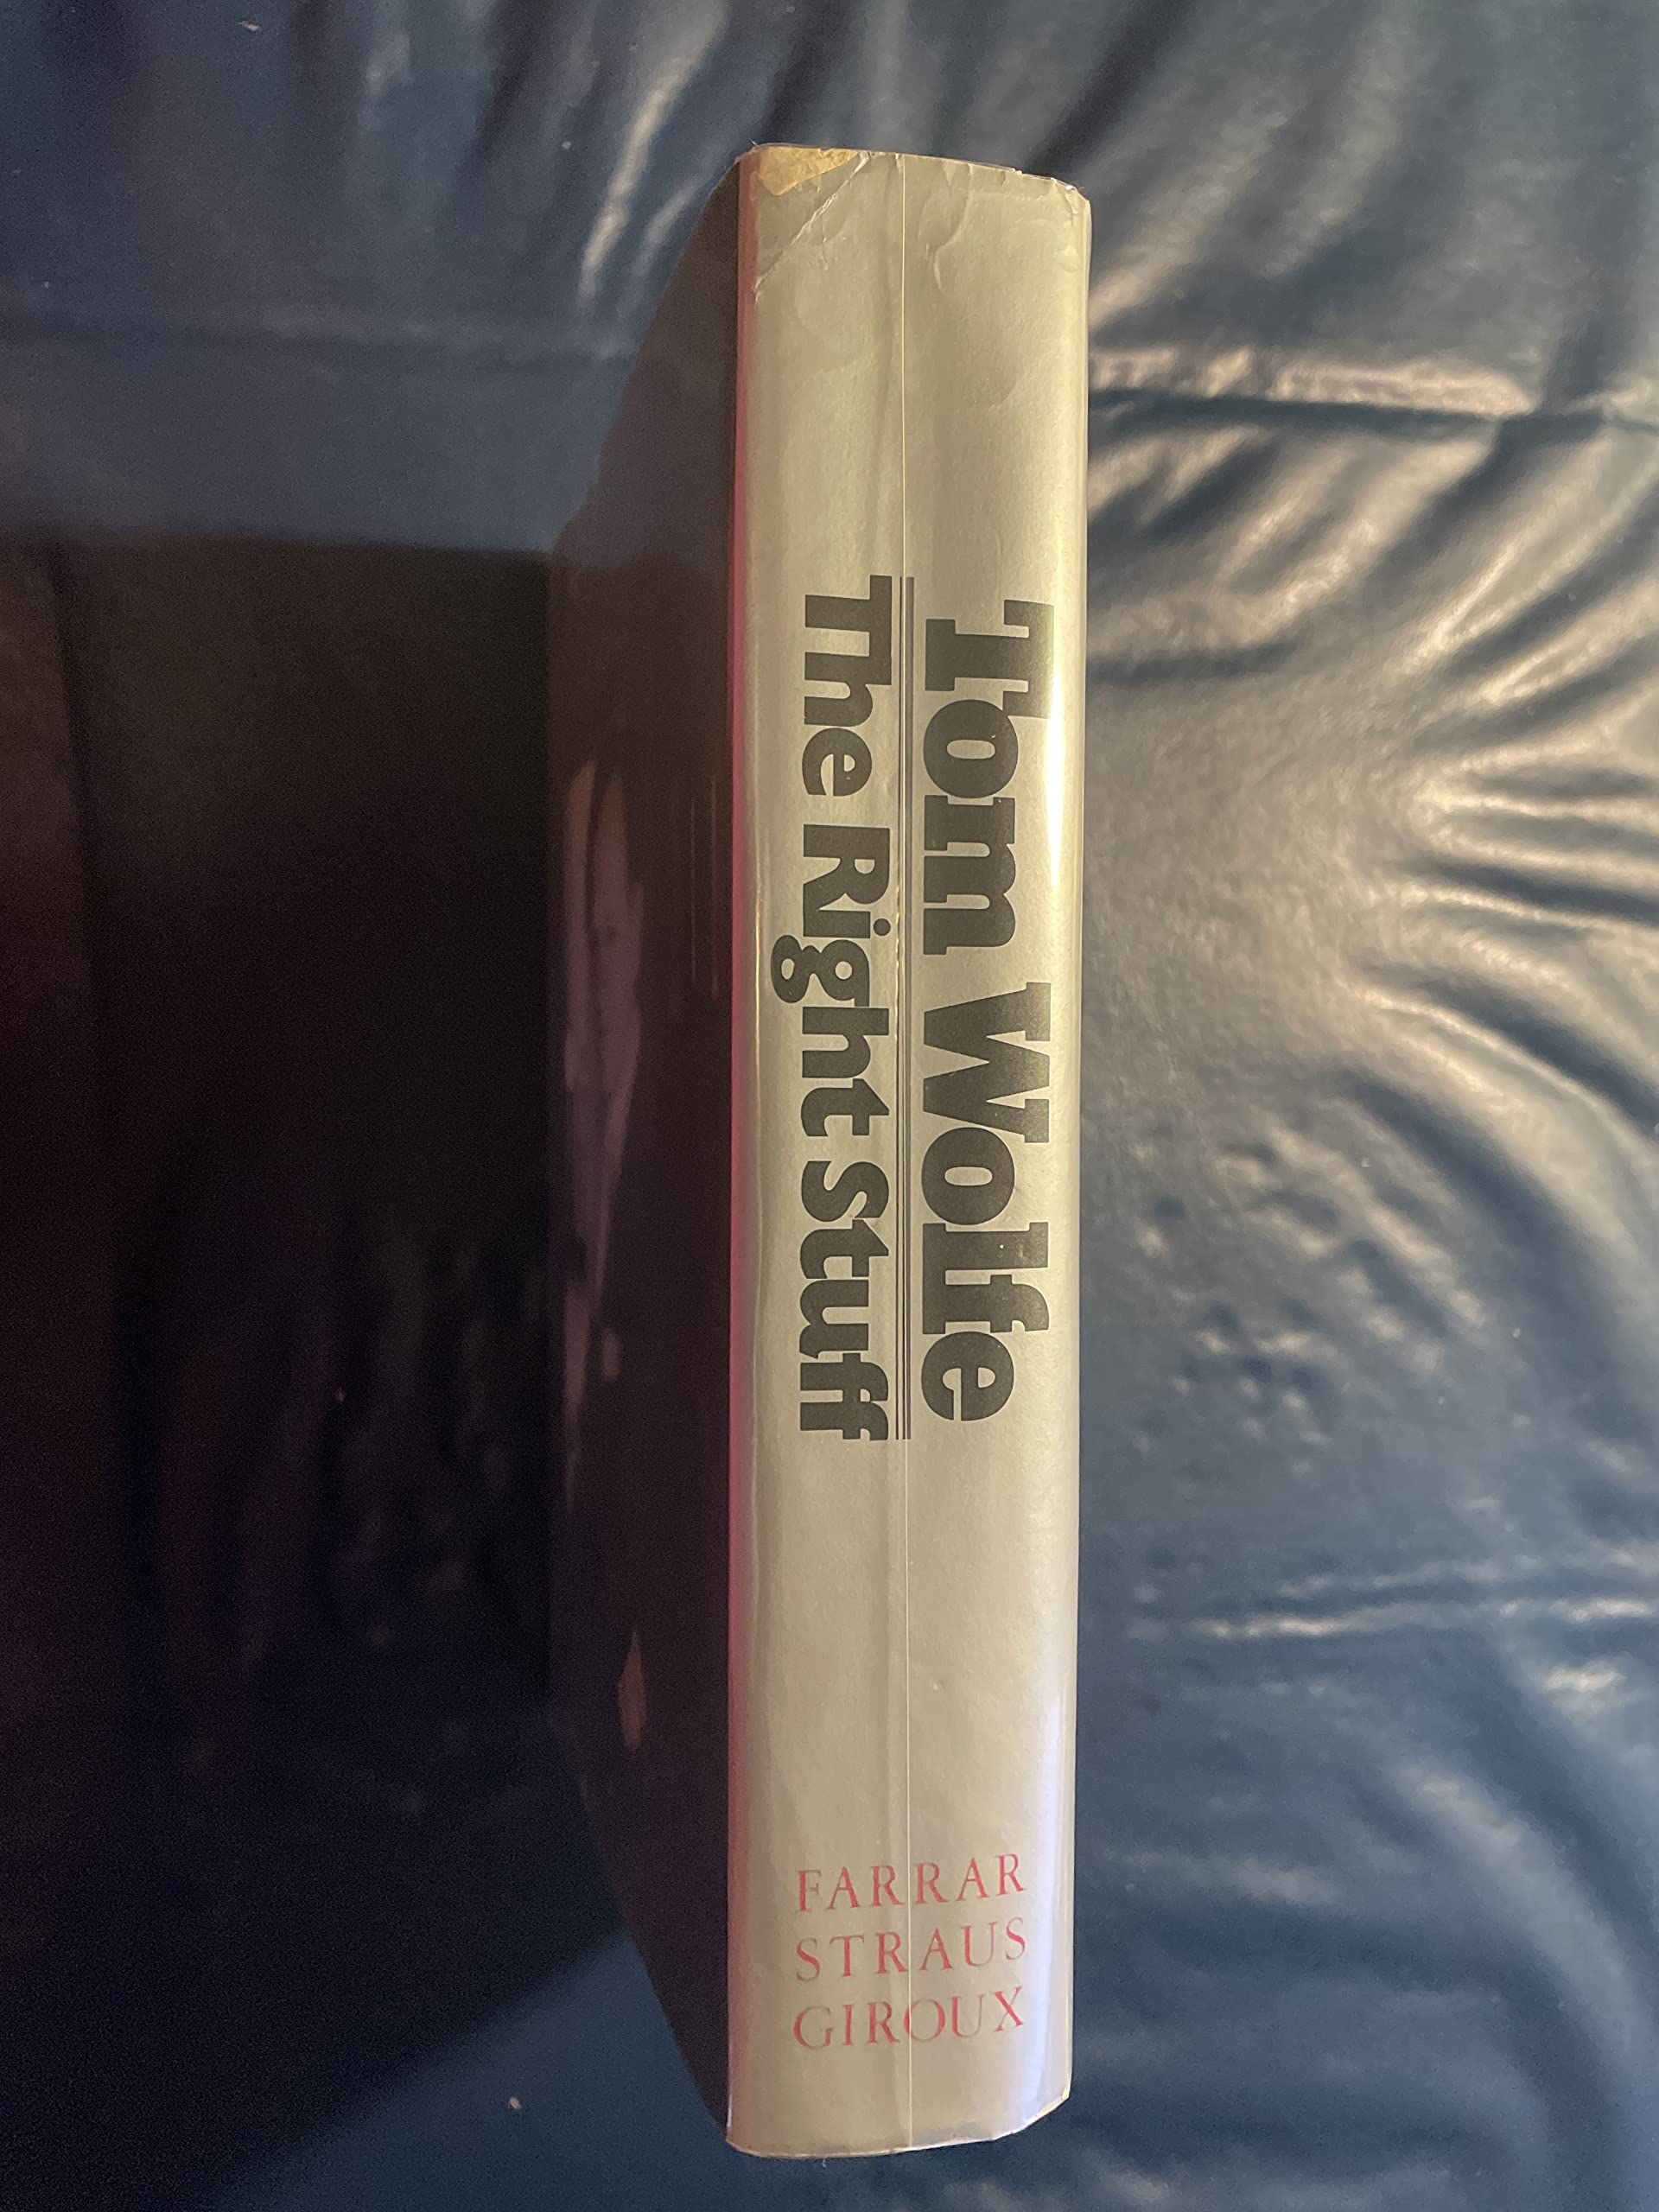 Tom Wolfe
The Right Stuff
FARRAR
STRAUS
GIROUX